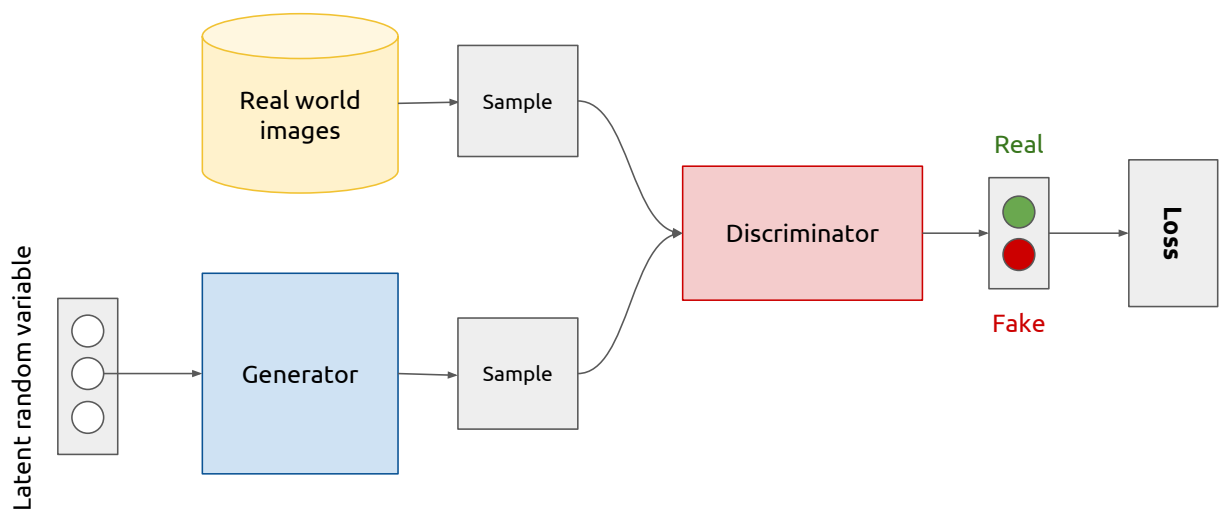 Real world
images
Sample
Real
Discriminator
Loss
Fake
Latent random variable
Generator
Sample